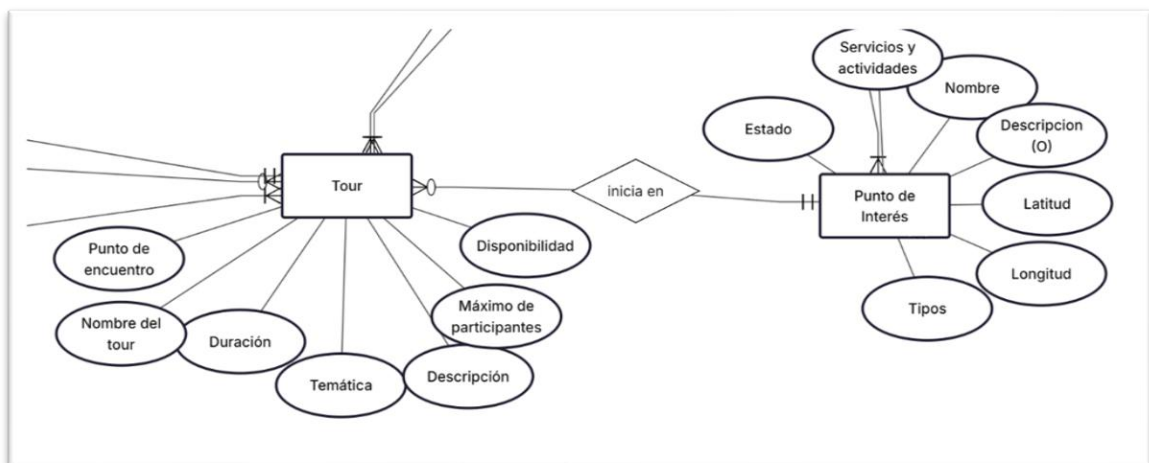 Servicios y
actividades
Nombre
Estado
Descripcion
(O)
Tour
inicia en
Punto de
Interés
Latitud
Punto de
encuentro
Disponibilidad
Longitud
Máximo de
participantes
Tipos
Nombre del
tour
Duración
Temática
Descripción